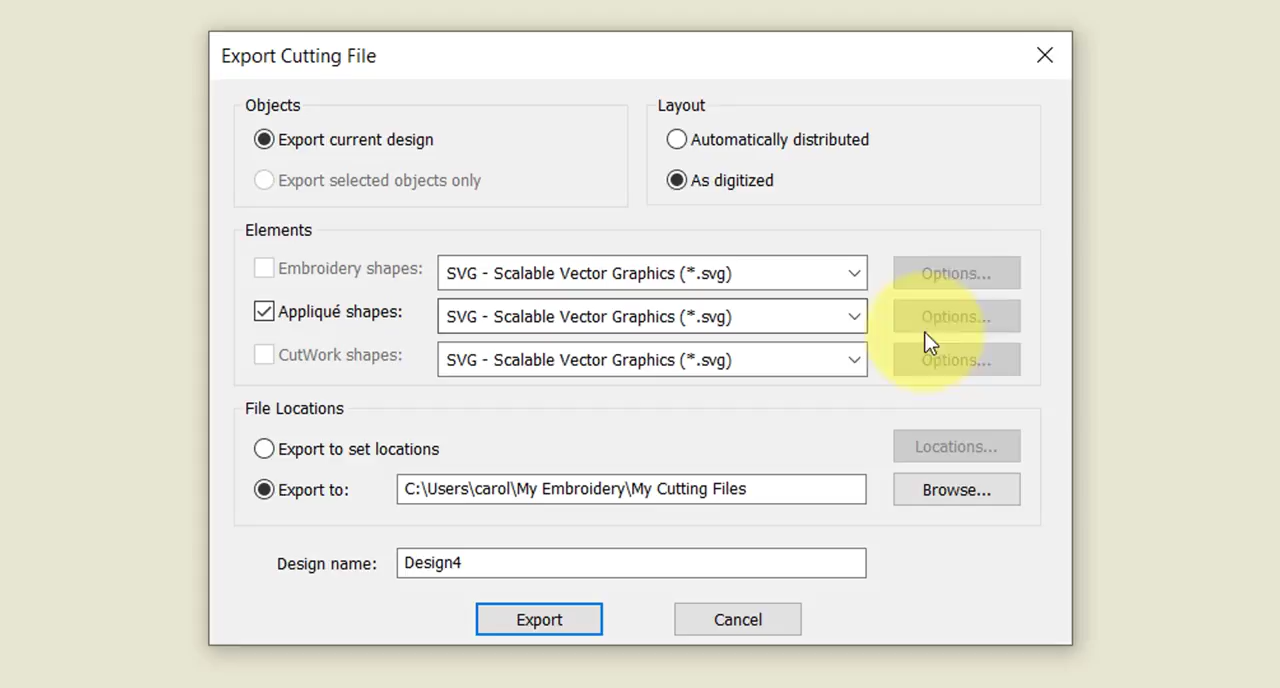 Export Cutting File
Objects
Export current design
Export selected objects only
Layout
Automatically distributed
As digitized
Elements
Embroidery shapes: SVG - Scalable Vector Graphics (*.svg) Options...
Appliqué shapes: SVG - Scalable Vector Graphics (*.svg) Options...
CutWork shapes: SVG - Scalable Vector Graphics (*.svg) Options...
File Locations
Export to set locations Locations...
Export to: C:\Users\carol\My Embroidery\My Cutting Files Browse...
Design name: Design4
Export Cancel